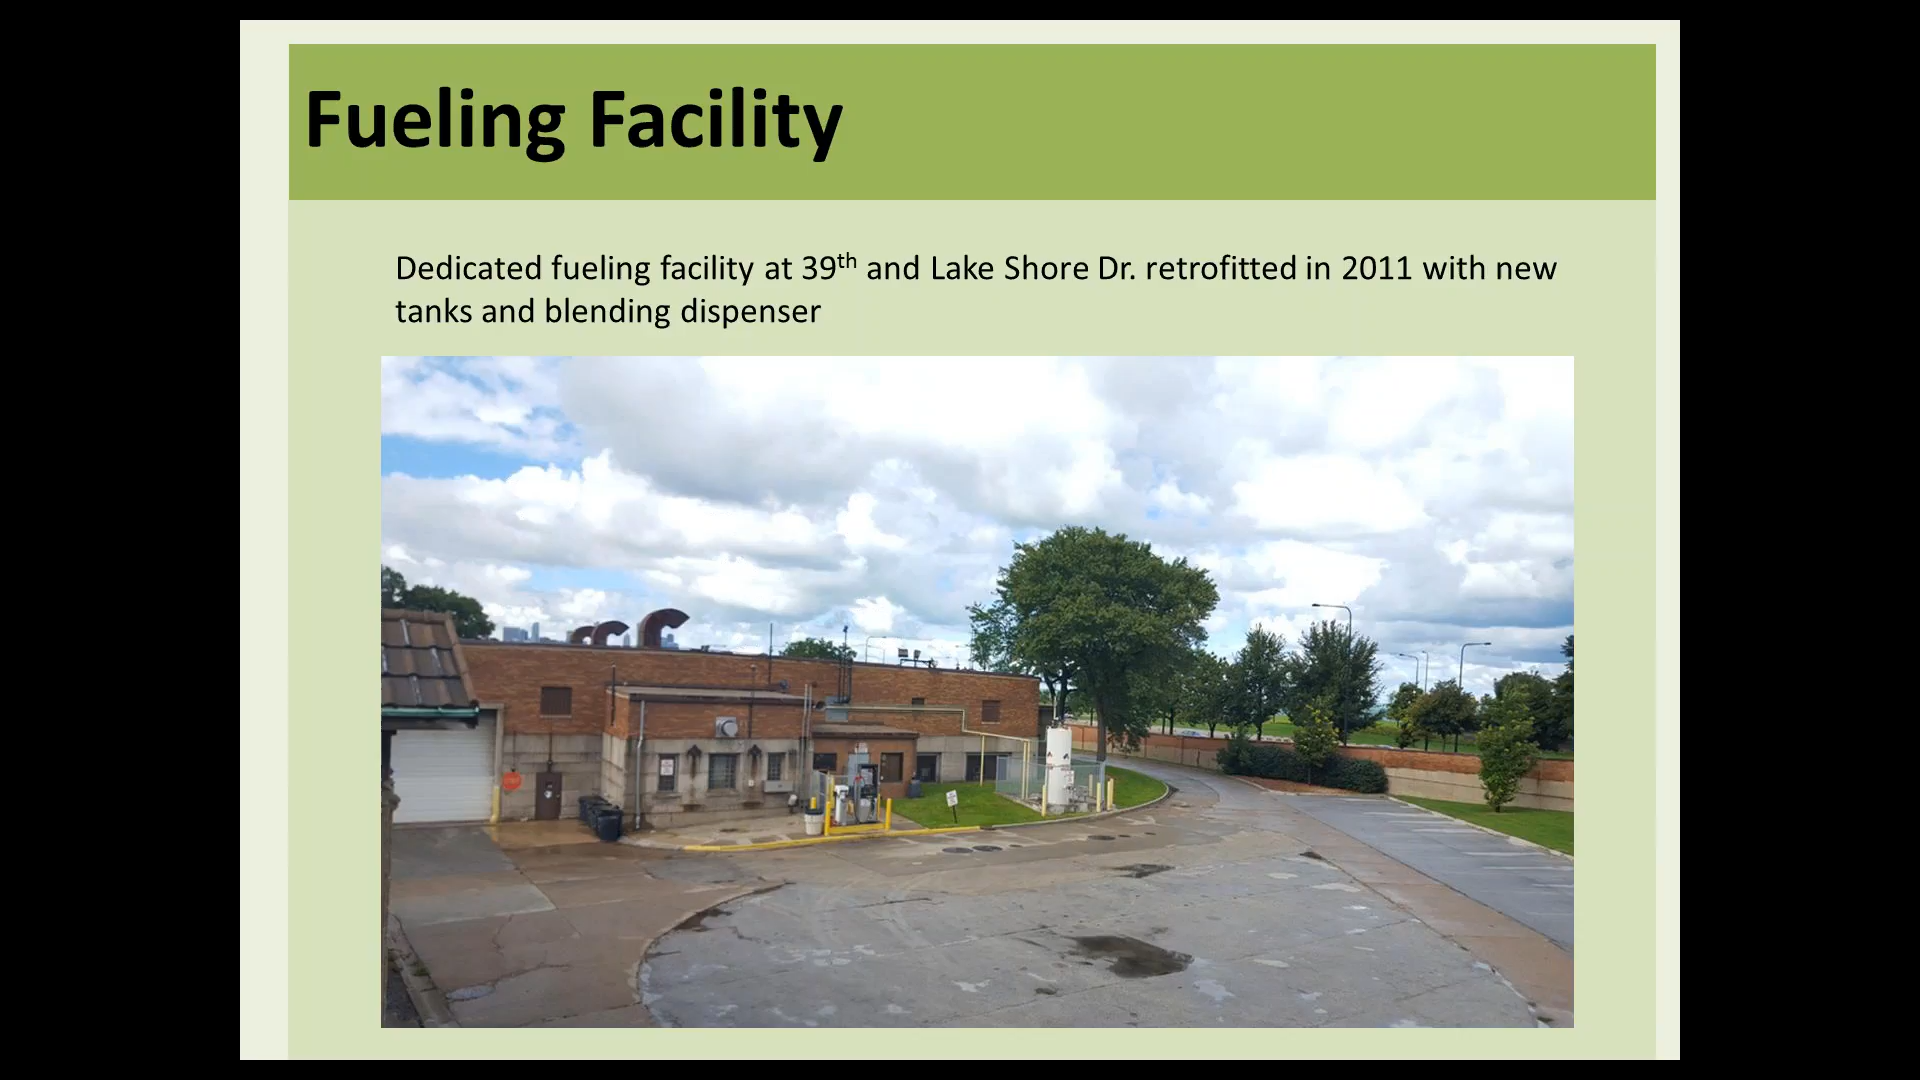 Fueling Facility
Dedicated fueling facility at 39th and Lake Shore Dr. retrofitted in 2011 with new
tanks and blending dispenser